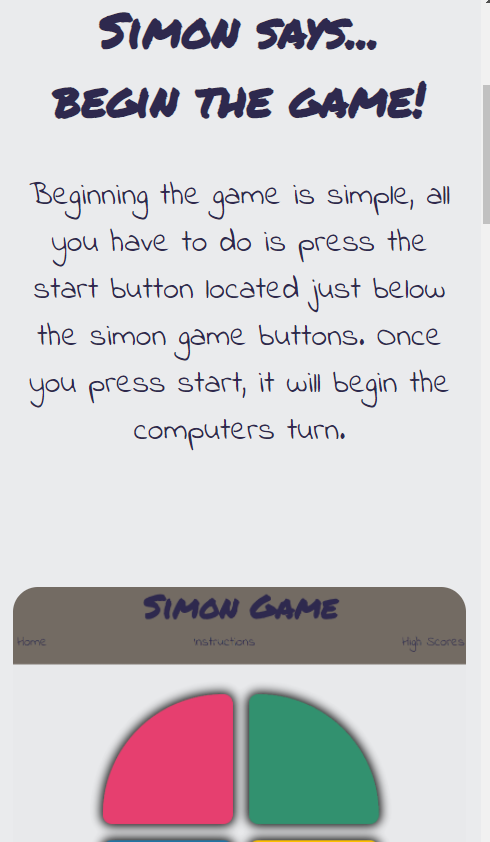 Simon says...
begin the game!
Beginning the game is simple, all
you have to do is press the
start button located just below
the simon game buttons. Once
you press start, it will begin the
computers turn.
Simon Game
Home Instructions High Scores